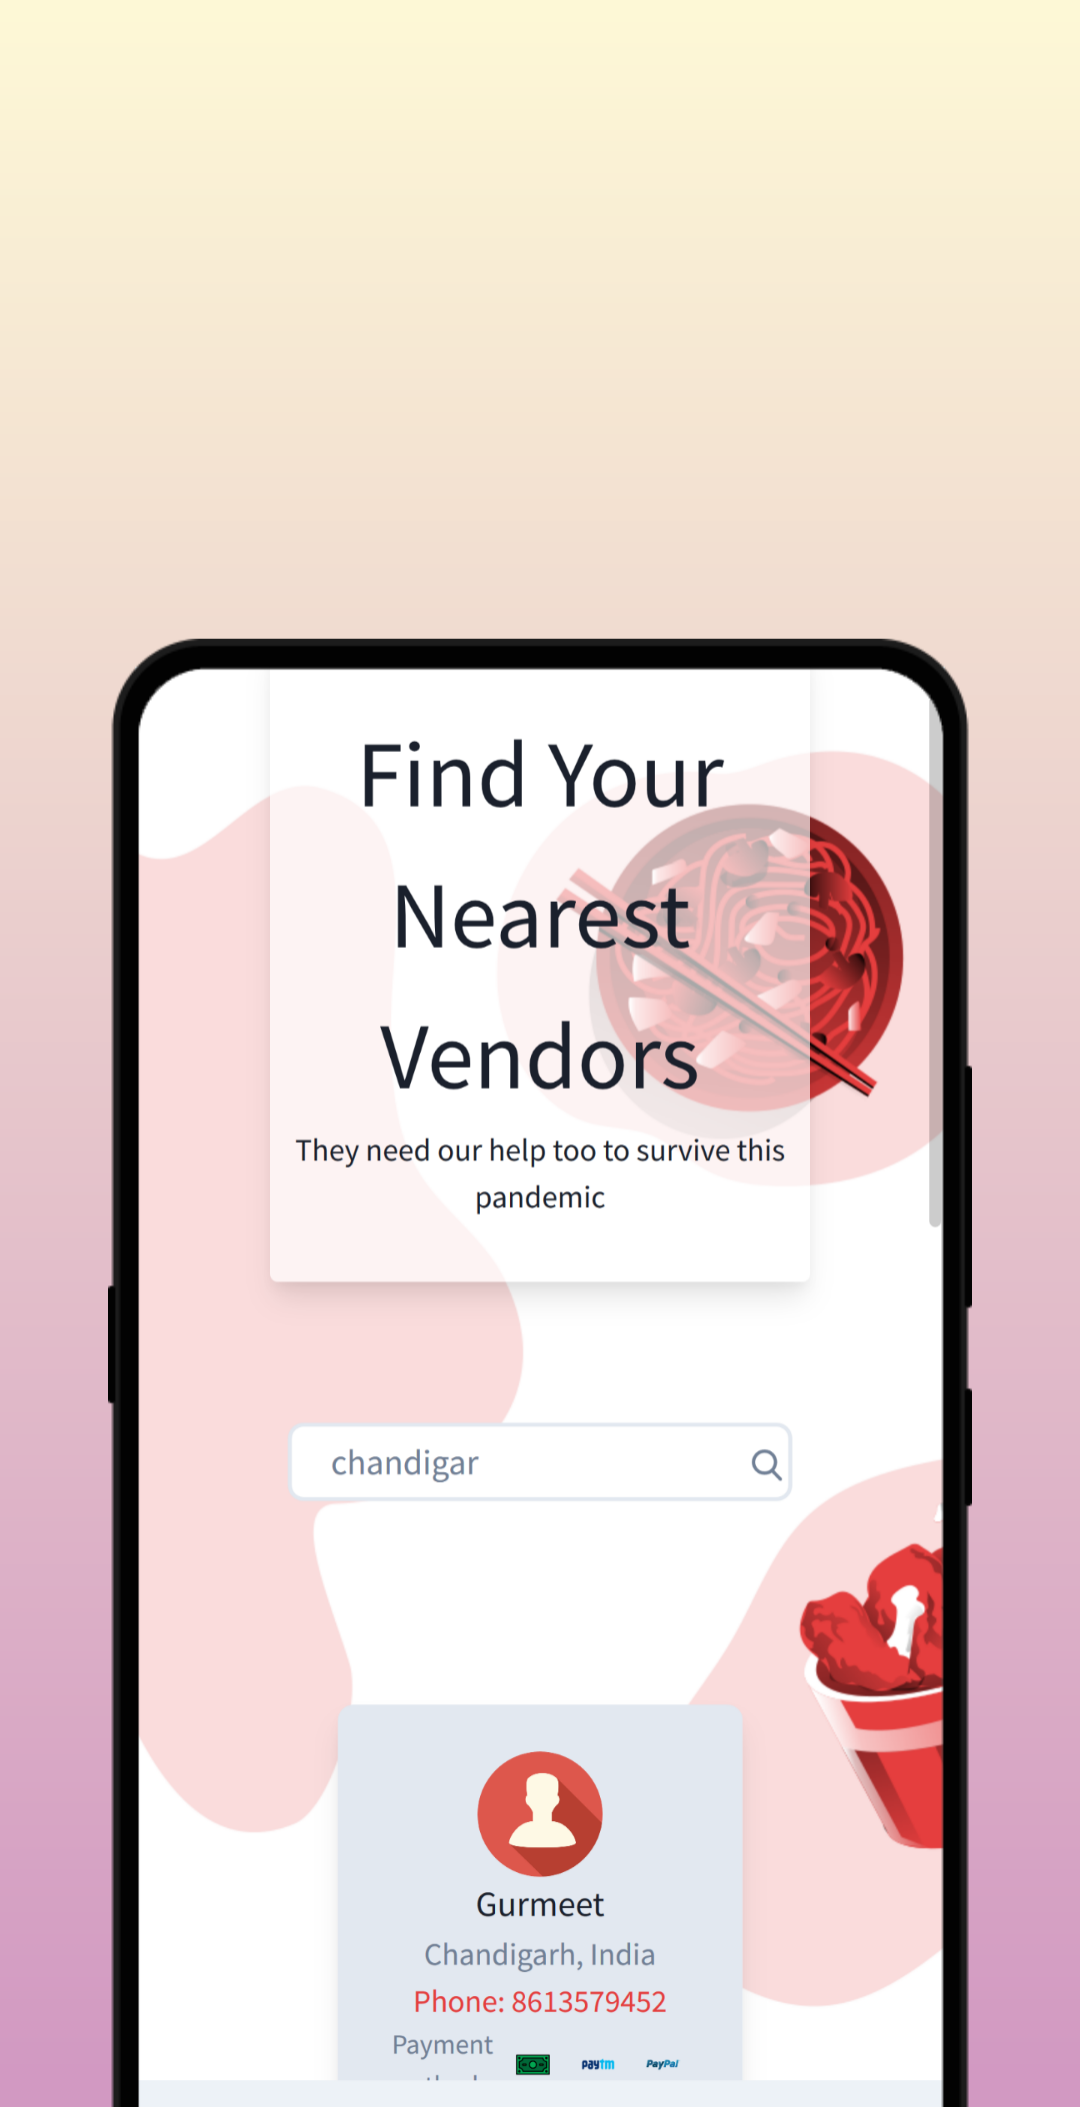 Find Your
Nearest
Vendors
They need our help too to survive this
pandemic
chandigar
Gurmeet
Chandigarh, India
Phone: 8613579452
Payment
paytm
PayPal